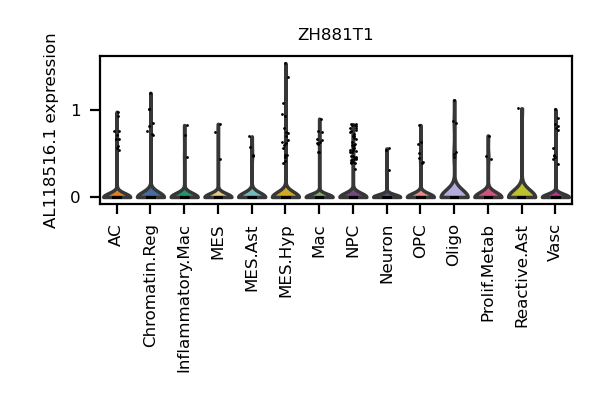 ZH881T1
AL118516.1 expression
1
0
AC
Chromatin.Reg
Inflammatory.Mac
MES
MES.Ast
MES.Hyp
Mac
NPC
Neuron
OPC
Oligo
Prolif.Metab
Reactive.Ast
Vasc